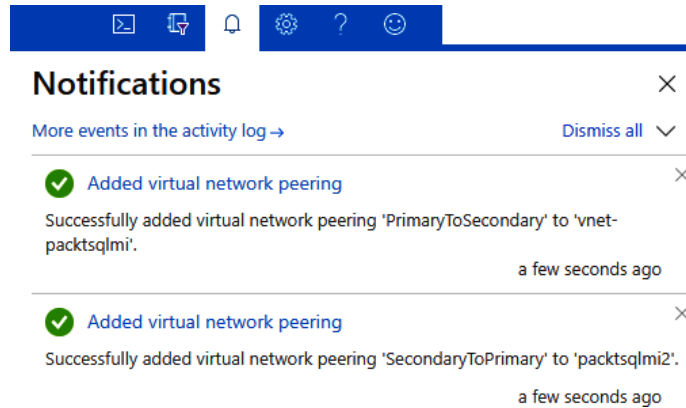 Notifications
More events in the activity log →
Dismiss all
Added virtual network peering
Successfully added virtual network peering 'PrimaryToSecondary' to 'vnet-
packtsqlmi'.
a few seconds ago
Added virtual network peering
Successfully added virtual network peering 'SecondaryToPrimary' to 'packtsqlmi2'.
a few seconds ago